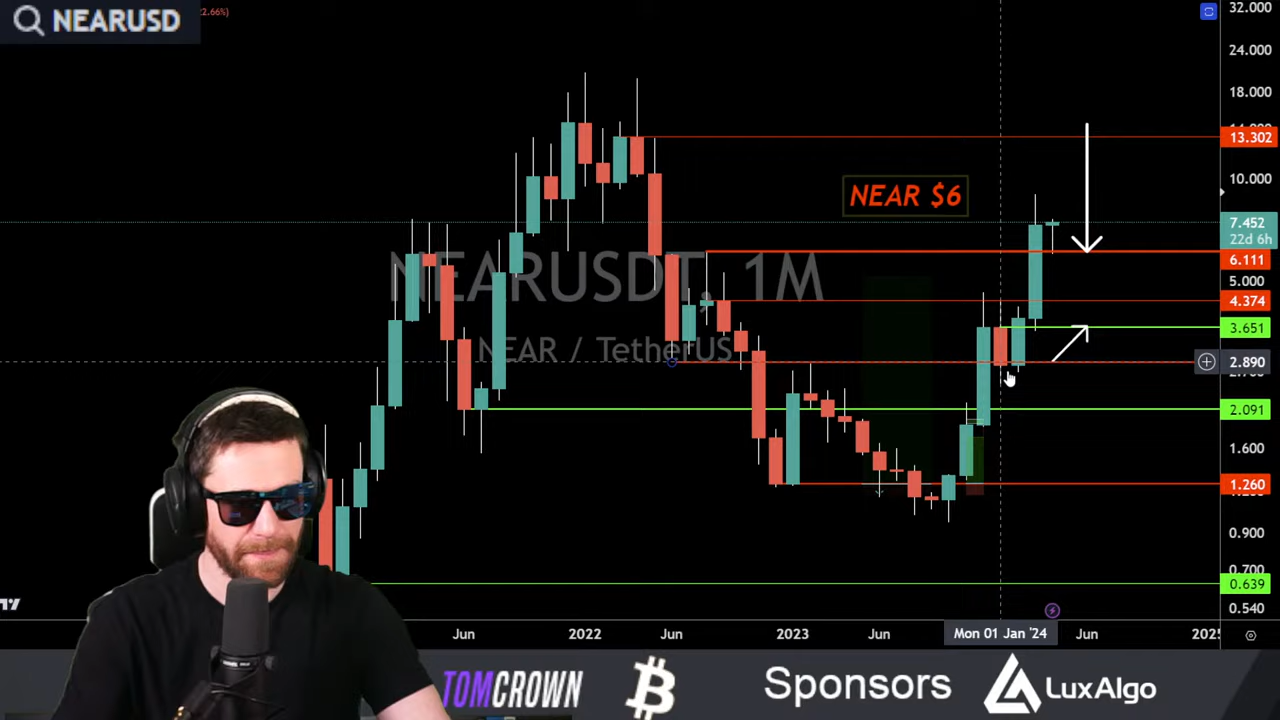 NEARUSD
2.66%)
32.000
24.000
18.000
13.302
10.000
NEAR $6
7.452
22d 6h
6.111
NEARUSDT, 1M
5.000
4.374
3.651
NEAR / TetherUS
2.890
2.091
1.600
1.260
0.900
0.700
0.639
0.540
Jun
2022
Jun
2023
Jun
Mon 01 Jan '24
Jun
2025
TOMCROWN
Sponsors
LuxAlgo